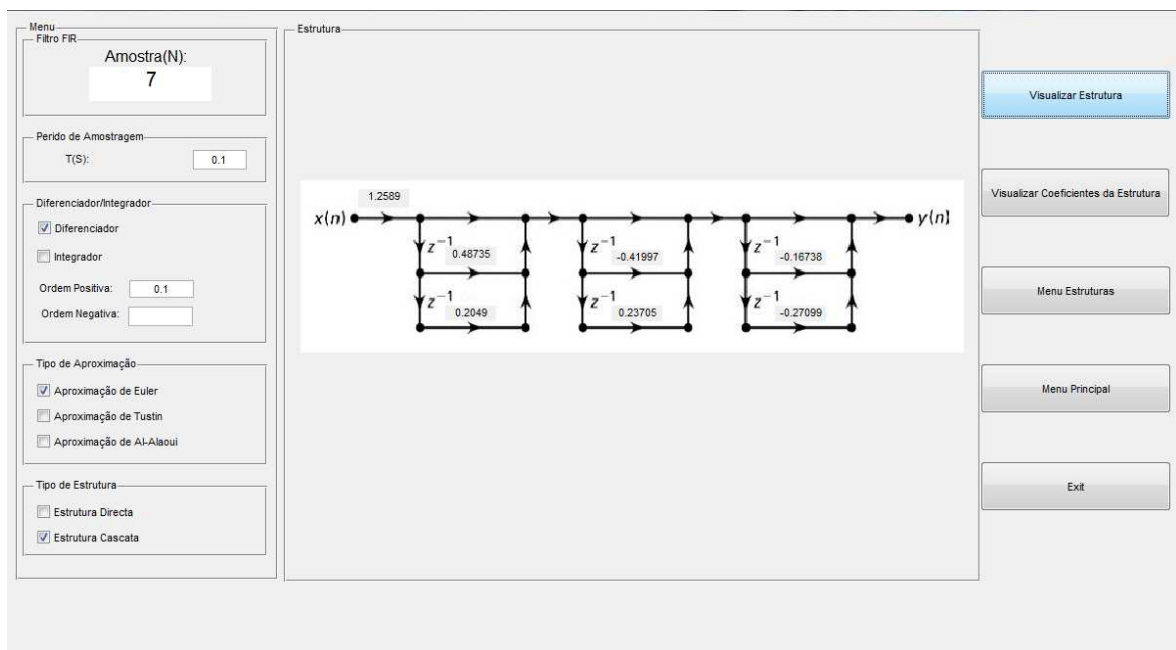 Menu
Filtro FIR
Amostra(N):
7
Perido de Amostragem
T(S): 0.1
Diferenciador/Integrador
Diferenciador
Integrador
Ordem Positiva: 0.1
Ordem Negativa:
Tipo de Aproximação
Aproximação de Euler
Aproximação de Tustin
Aproximação de Al-Alaoui
Tipo de Estrutura
Estrutura Directa
Estrutura Cascata
Estrutura
1.2589
x(n) y(n)
z⁻¹ 0.48735 z⁻¹ -0.41997 z⁻¹ -0.16738
z⁻¹ 0.2049 z⁻¹ 0.23705 z⁻¹ -0.27099
Visualizar Estrutura
Visualizar Coeficientes da Estrutura
Menu Estruturas
Menu Principal
Exit